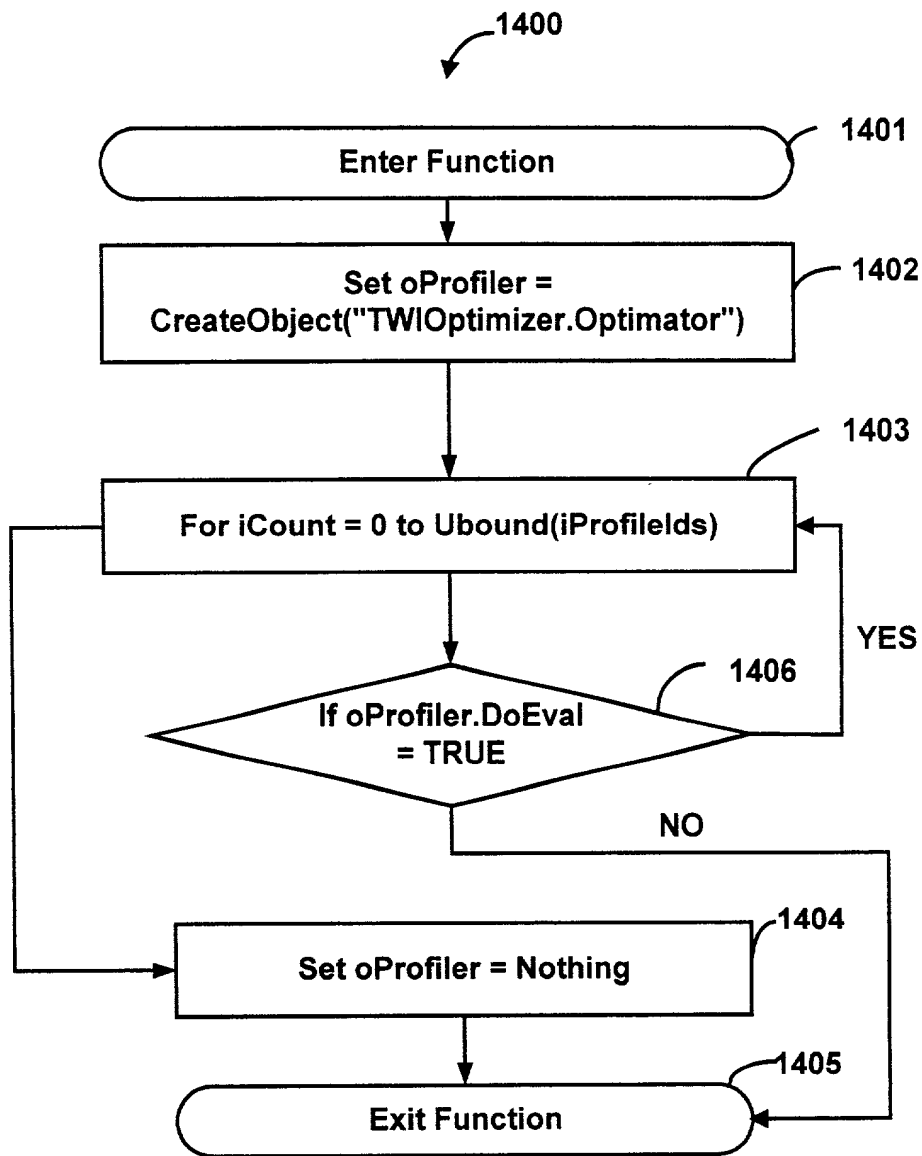 1400
Enter Function
1401
Set oProfiler =
CreateObject("TWIOptimizer.Optimator")
1402
1403
For iCount = 0 to Ubound(iProfileIds)
YES
1406
If oProfiler.DoEval
= TRUE
NO
1404
Set oProfiler = Nothing
1405
Exit Function